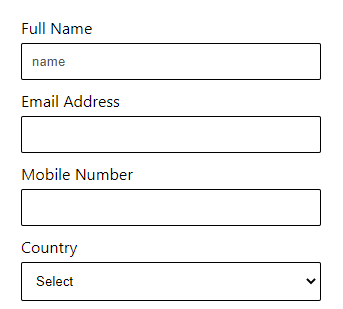 Full Name
name
Email Address
Mobile Number
Country
Select